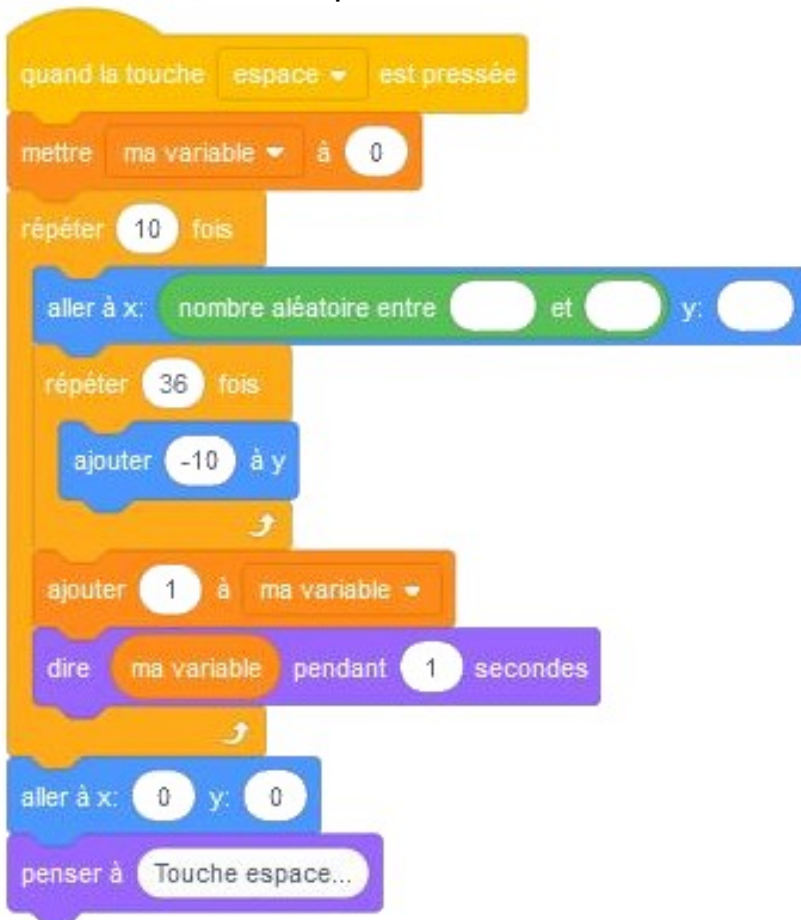 quand la touche espace est pressée
mettre ma variable à 0
répéter 10 fois
aller à x: nombre aléatoire entre et y:
répéter 36 fois
ajouter -10 à y
ajouter 1 à ma variable
dire ma variable pendant 1 secondes
aller à x: 0 y: 0
penser à Touche espace...